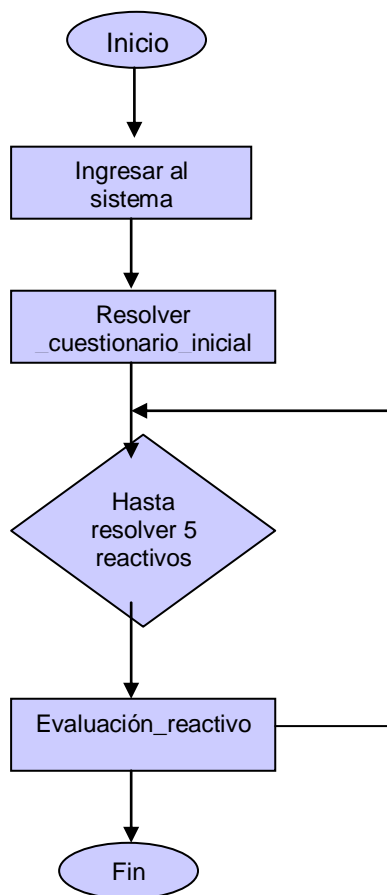 Inicio
Ingresar al
sistema
Resolver
_cuestionario_inicial
Hasta
resolver 5
reactivos
Evaluación_reactivo
Fin